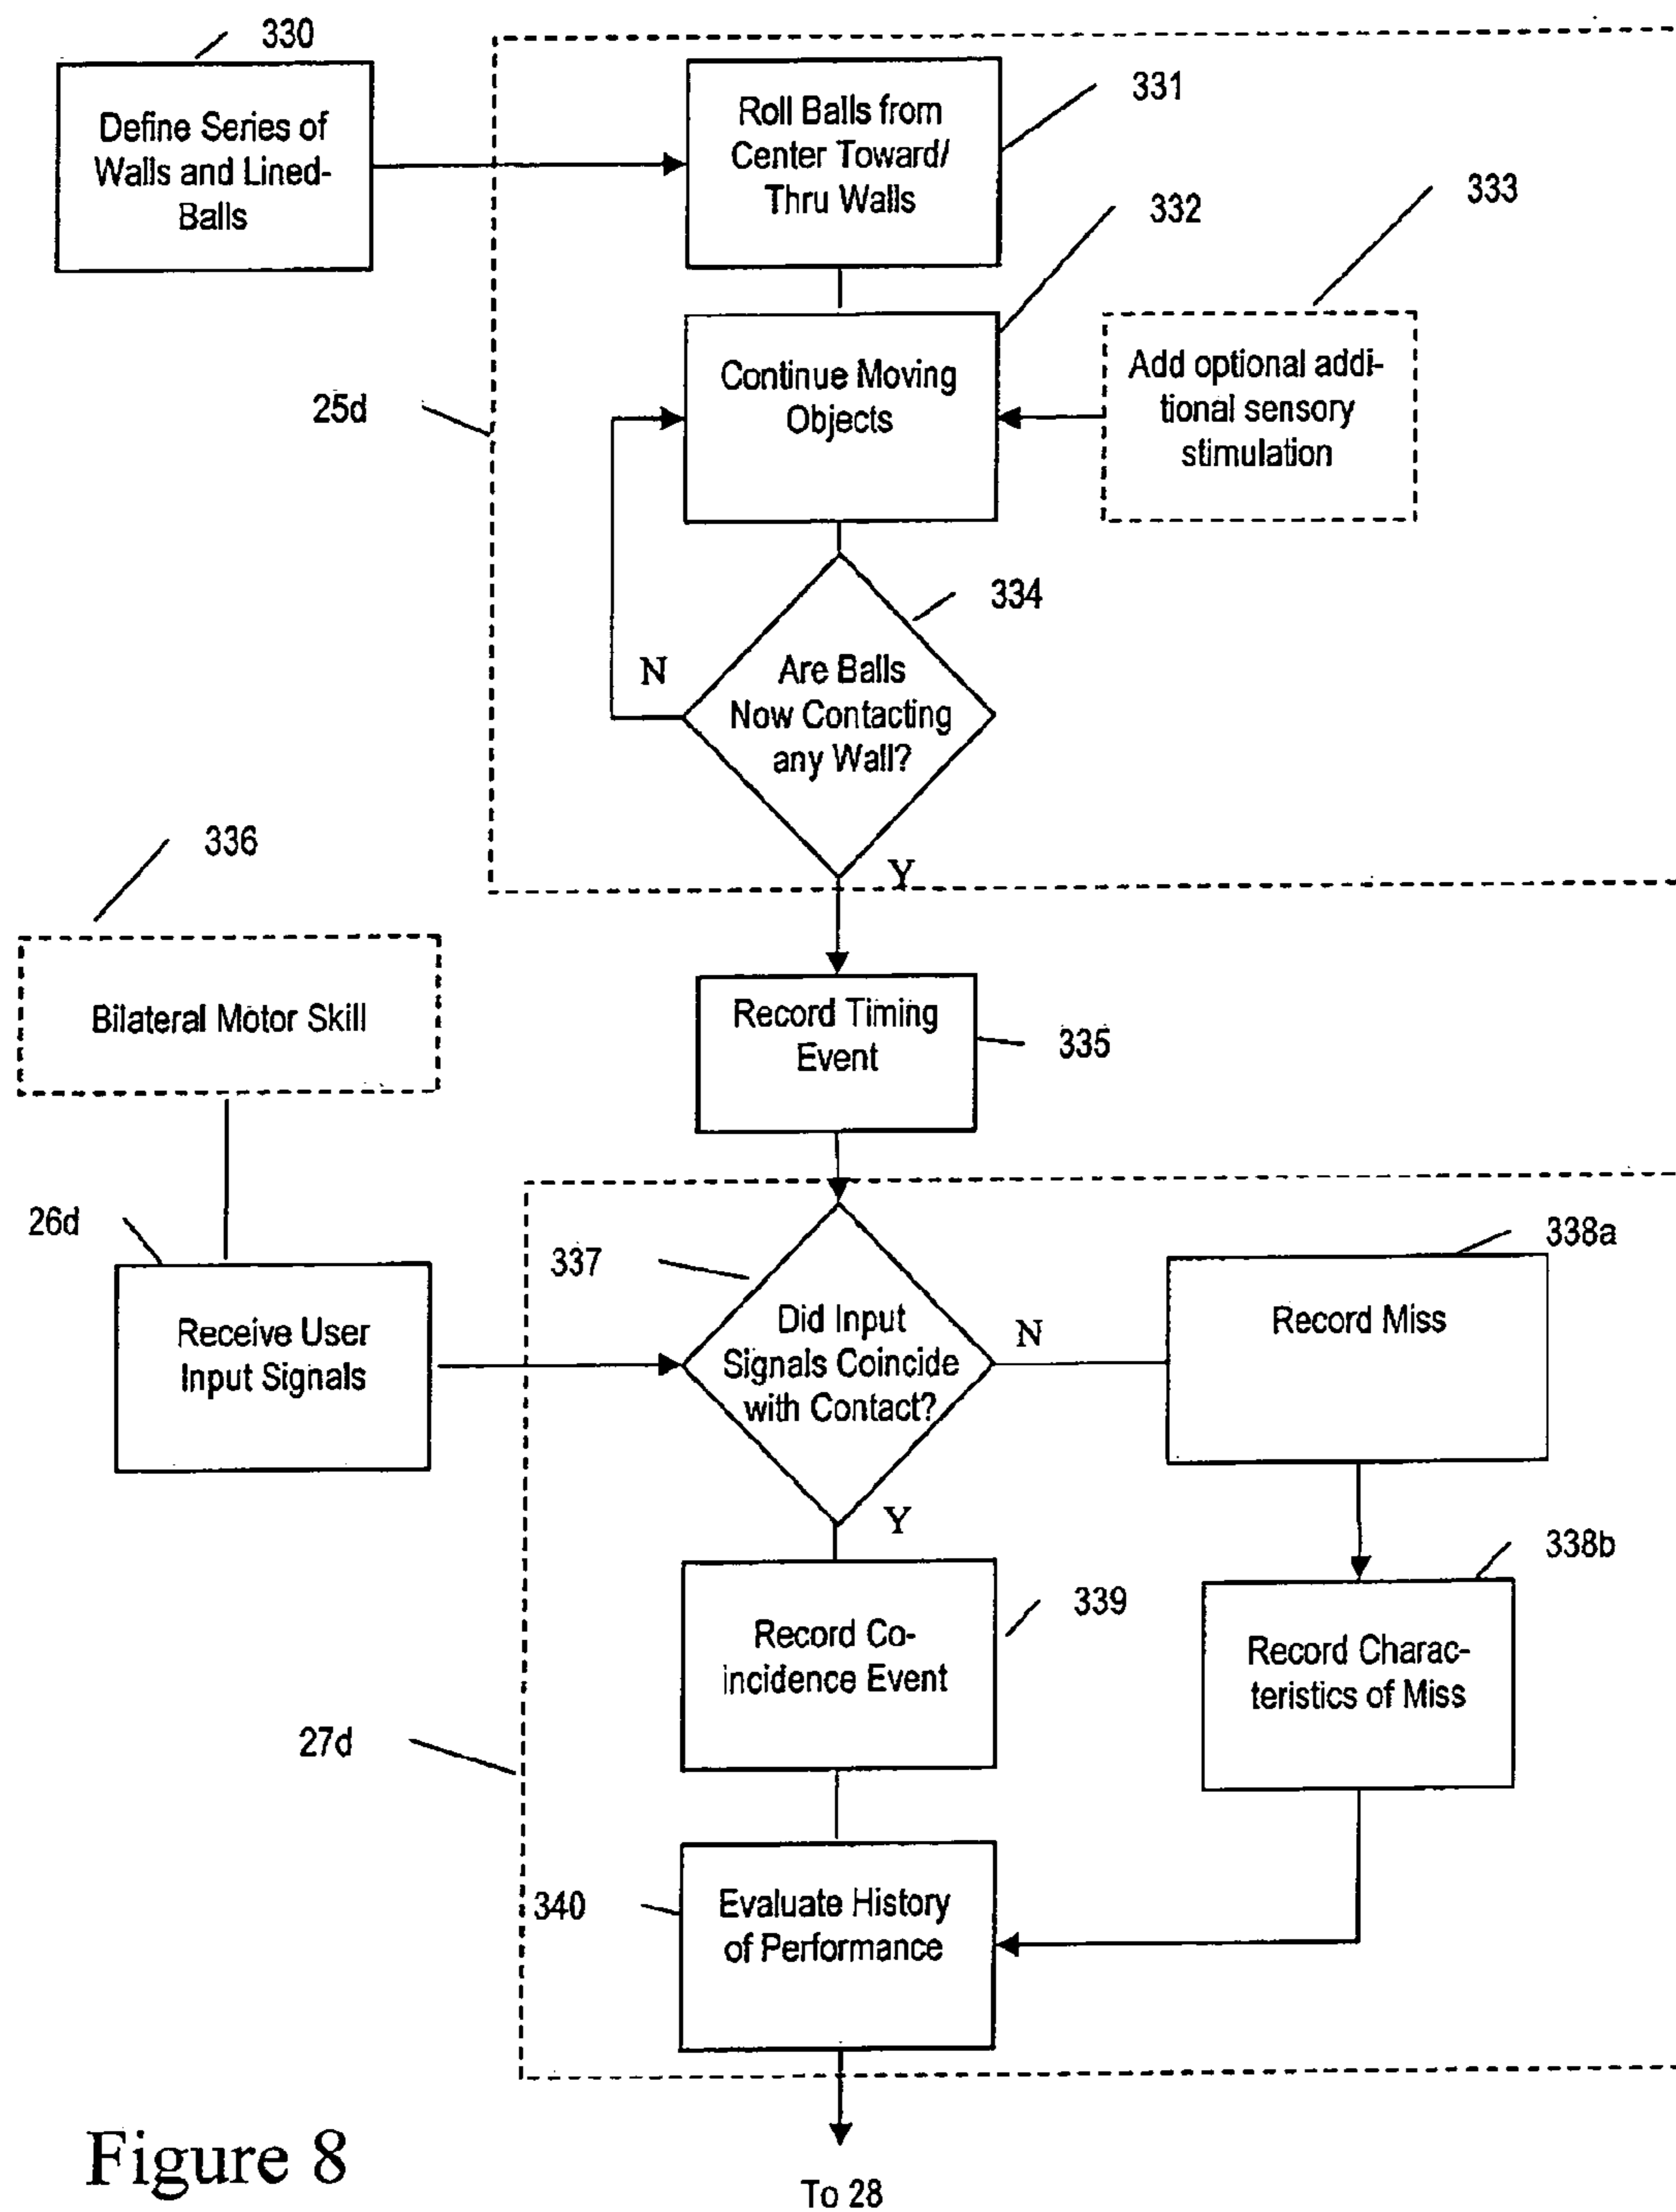 330
Define Series of
Walls and Lined-
Balls
Roll Balls from
Center Toward/
Thru Walls
331
332
333
Continue Moving
Objects
Add optional addi-
tional sensory
stimulation
25d
334
N
Are Balls
Now Contacting
any Wall?
Y
336
Bilateral Motor Skill
Record Timing
Event
335
26d
Receive User
Input Signals
337
Did Input
Signals Coincide
with Contact?
N
338a
Record Miss
Y
338b
339
Record Co-
incidence Event
Record Charac-
teristics of Miss
27d
340
Evaluate History
of Performance
Figure 8
To 28